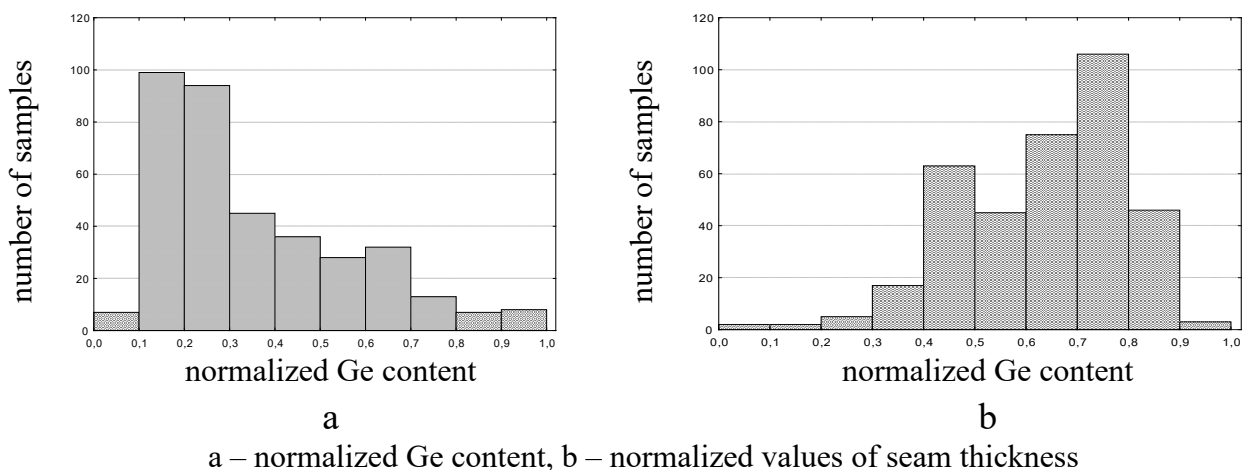 120
100
80
60
40
20
0
number of samples
0,0 0,1 0,2 0,3 0,4 0,5 0,6 0,7 0,8 0,9 1,0
normalized Ge content
a
120
100
80
60
40
20
0
number of samples
0,0 0,1 0,2 0,3 0,4 0,5 0,6 0,7 0,8 0,9 1,0
normalized Ge content
b
a – normalized Ge content, b – normalized values of seam thickness